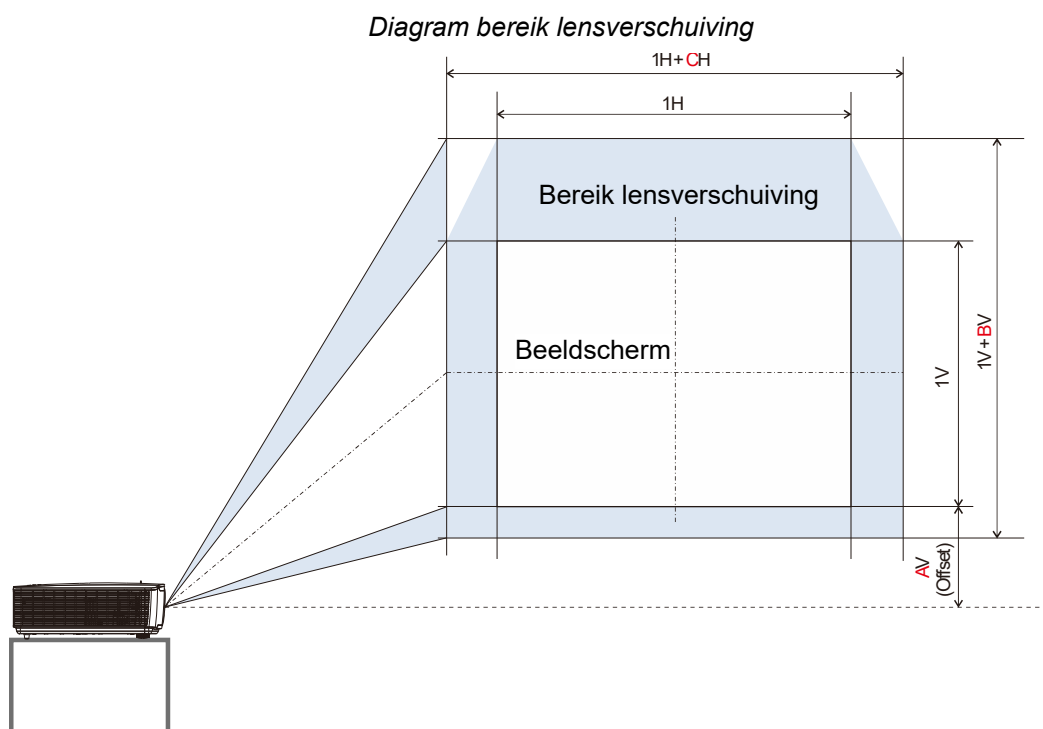 Diagram bereik lensverschuiving
1H + CH
1H
Bereik lensverschuiving
Beeldscherm
1V
1V + BV
AV
(Offset)